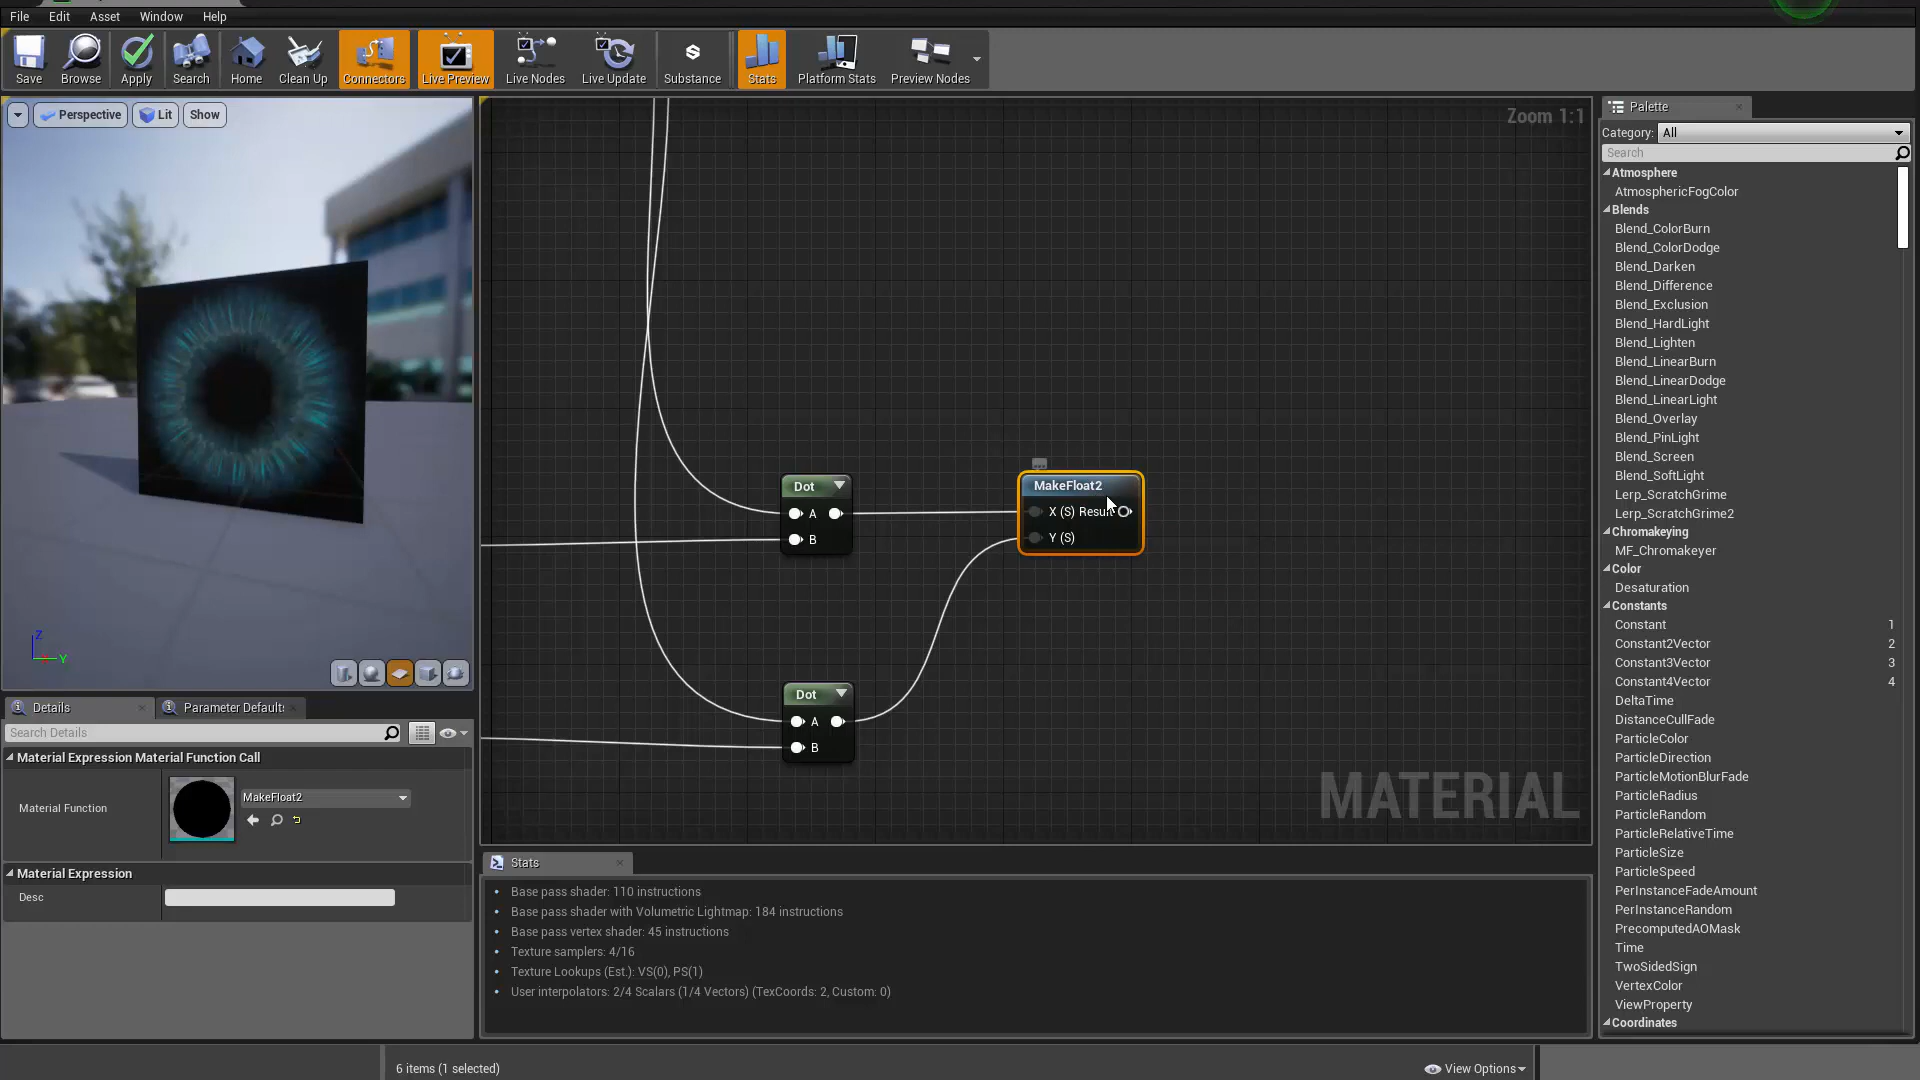 File Edit Asset Window Help
Save Browse Apply Search Home Clean Up Connectors Live Preview Live Nodes Live Update Substance Stats Platform Stats Preview Nodes
Perspective Lit Show
Z
Y
Zoom 1:1
Dot
A
B
MakeFloat2
X (S) Result
Y (S)
Dot
A
B
MATERIAL
Details Parameter Defaults
Search Details
Material Expression Material Function Call
Material Function MakeFloat2
Material Expression
Desc
Stats
Base pass shader: 110 instructions
Base pass shader with Volumetric Lightmap: 184 instructions
Base pass vertex shader: 45 instructions
Texture samplers: 4/16
Texture Lookups (Est.): VS(0), PS(1)
User interpolators: 2/4 Scalars (1/4 Vectors) (TexCoords: 2, Custom: 0)
Palette
Category: All
Search
Atmosphere
AtmosphericFogColor
Blends
Blend_ColorBurn
Blend_ColorDodge
Blend_Darken
Blend_Difference
Blend_Exclusion
Blend_HardLight
Blend_Lighten
Blend_LinearBurn
Blend_LinearDodge
Blend_LinearLight
Blend_Overlay
Blend_PinLight
Blend_Screen
Blend_SoftLight
Lerp_ScratchGrime
Lerp_ScratchGrime2
Chromakeying
MF_Chromakeyer
Color
Desaturation
Constants
Constant 1
Constant2Vector 2
Constant3Vector 3
Constant4Vector 4
DeltaTime
DistanceCullFade
ParticleColor
ParticleDirection
ParticleMotionBlurFade
ParticleRadius
ParticleRandom
ParticleRelativeTime
ParticleSize
ParticleSpeed
PerInstanceFadeAmount
PerInstanceRandom
PrecomputedAOMask
Time
TwoSidedSign
VertexColor
ViewProperty
Coordinates
6 items (1 selected)
View Options